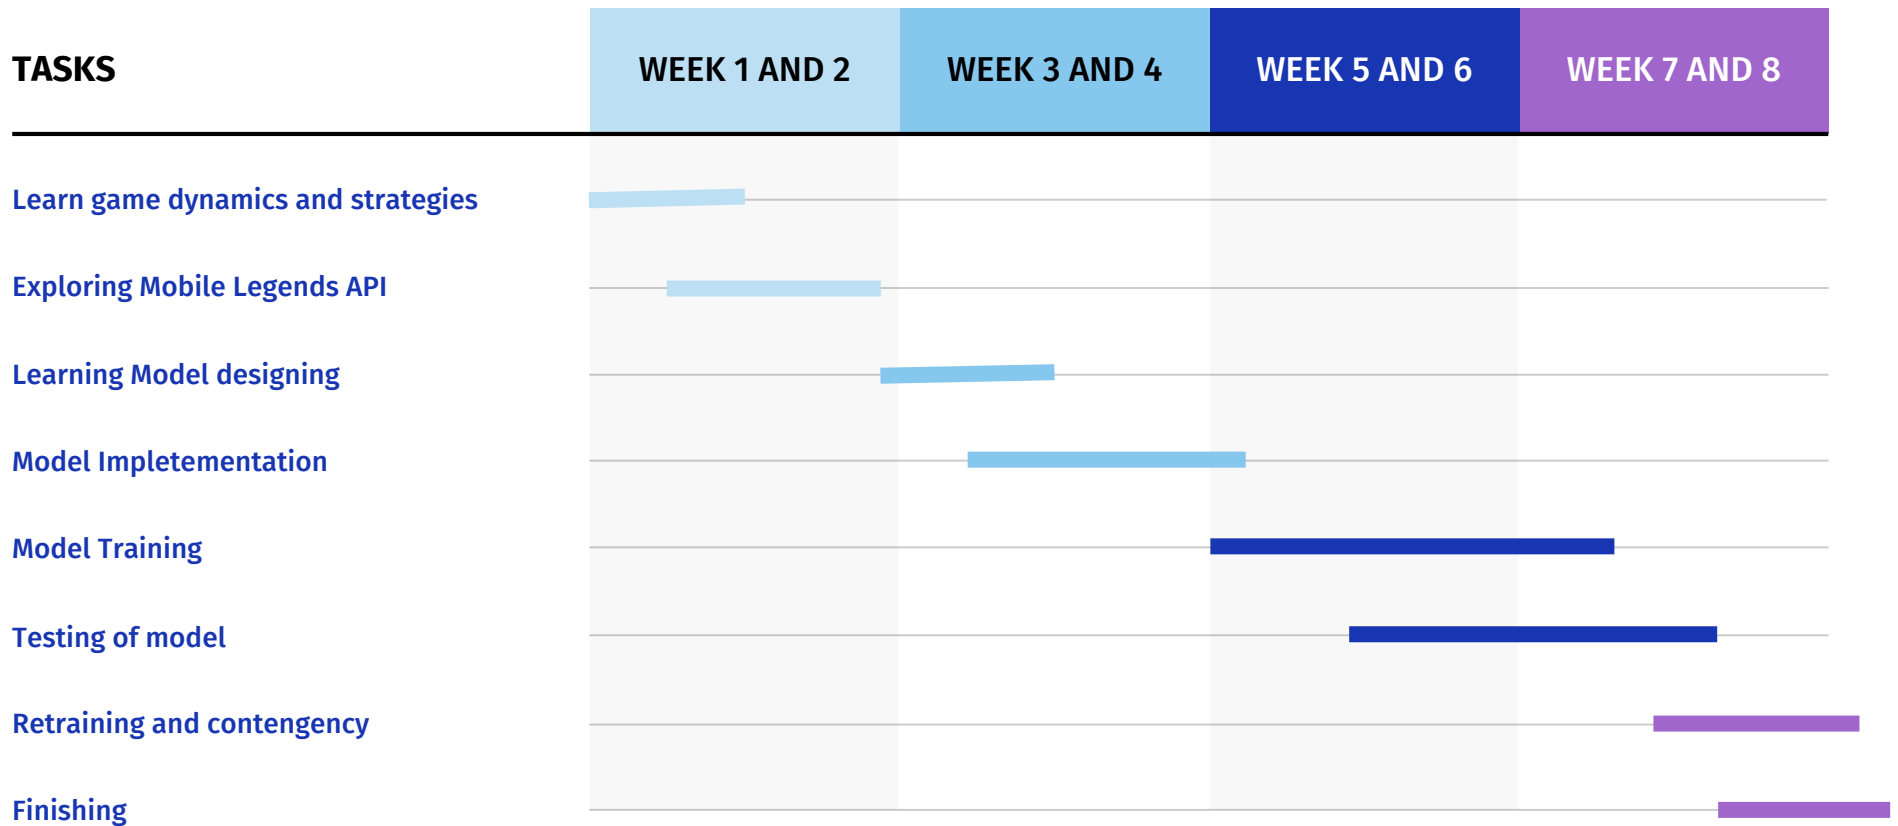 TASKS
WEEK 1 AND 2
WEEK 3 AND 4
WEEK 5 AND 6
WEEK 7 AND 8
Learn game dynamics and strategies
Exploring Mobile Legends API
Learning Model designing
Model Impletementation
Model Training
Testing of model
Retraining and contengency
Finishing